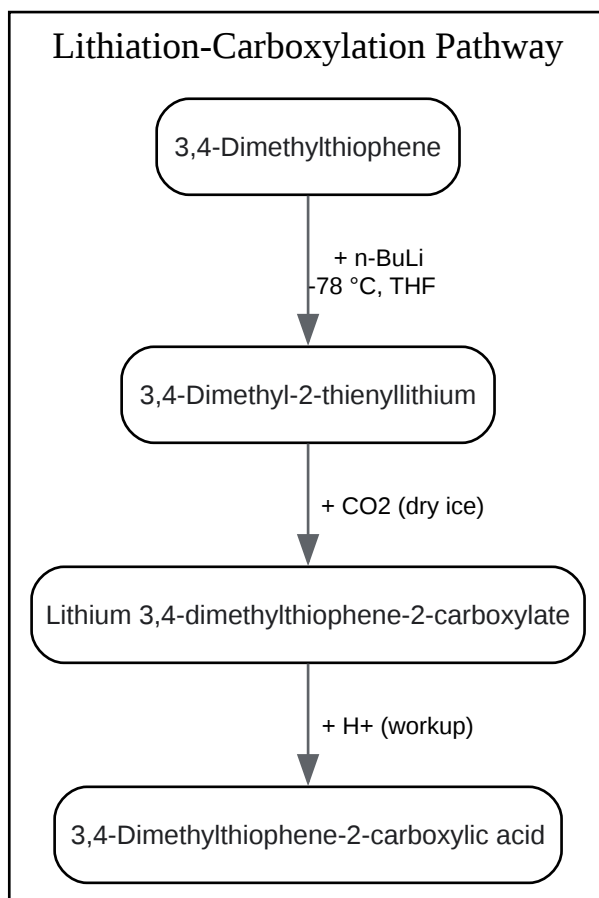 Lithiation-Carboxylation Pathway
3,4-Dimethylthiophene
+ n-BuLi
-78 °C, THF
3,4-Dimethyl-2-thienyllithium
+ CO2 (dry ice)
Lithium 3,4-dimethylthiophene-2-carboxylate
+ H+ (workup)
3,4-Dimethylthiophene-2-carboxylic acid